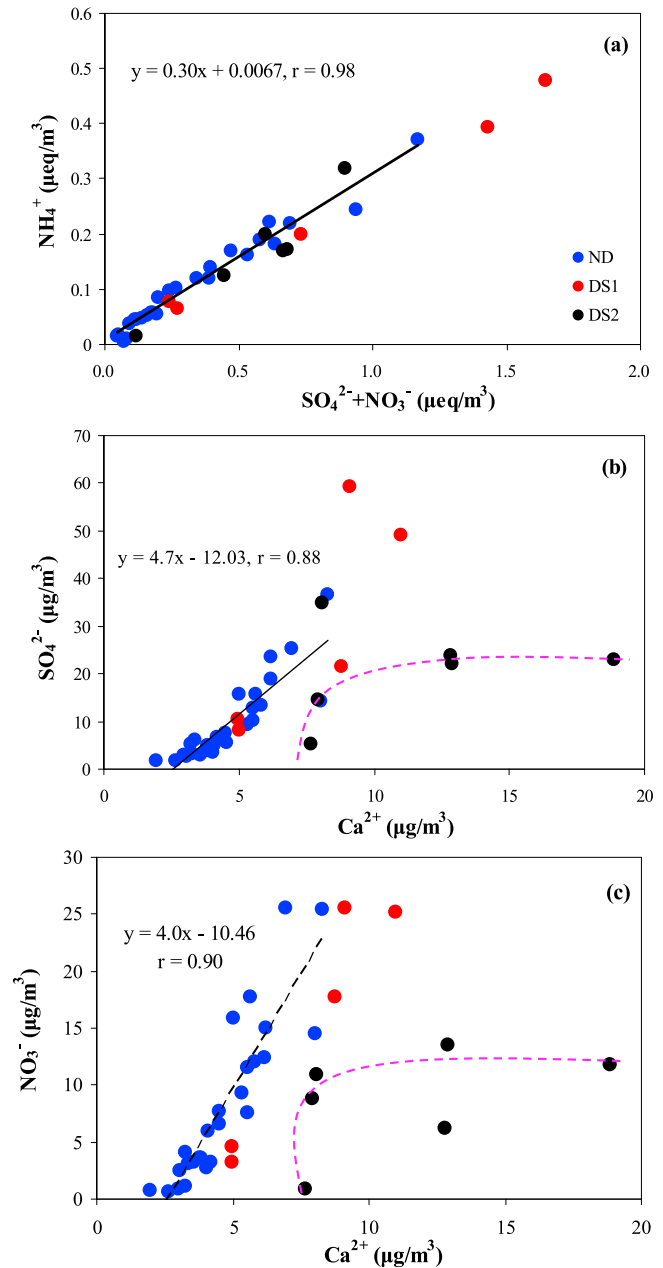 (a)
y = 0.30x + 0.0067, r = 0.98
NH₄⁺ (µeq/m³)
0.6
0.5
0.4
0.3
0.2
0.1
0
ND
DS1
DS2
0.0 0.5 1.0 1.5 2.0
SO₄²⁻+NO₃⁻ (µeq/m³)
(b)
y = 4.7x - 12.03, r = 0.88
SO₄²⁻ (µg/m³)
70
60
50
40
30
20
10
0
0 5 10 15 20
Ca²⁺ (µg/m³)
(c)
y = 4.0x - 10.46
r = 0.90
NO₃⁻ (µg/m³)
30
25
20
15
10
5
0
0 5 10 15 20
Ca²⁺ (µg/m³)